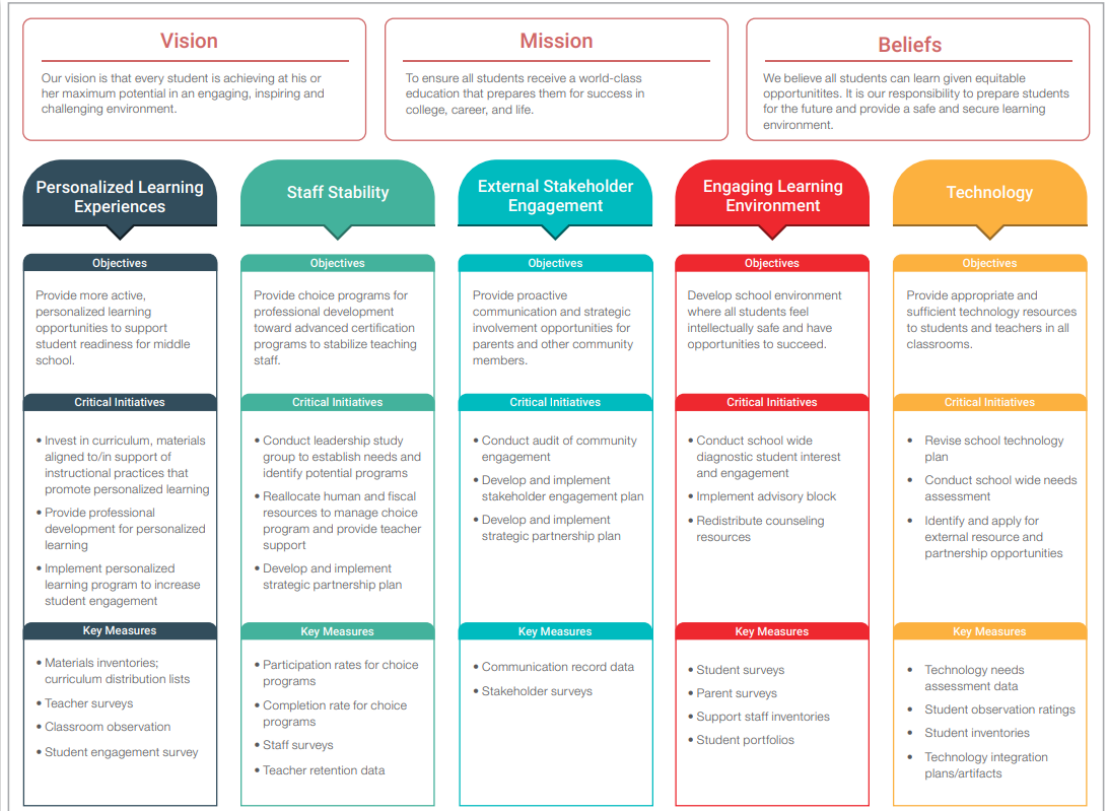 Vision
Our vision is that every student is achieving at his or
her maximum potential in an engaging, inspiring and
challenging environment.
Mission
To ensure all students receive a world-class
education that prepares them for success in
college, career, and life.
Beliefs
We believe all students can learn given equitable
opportunitites. It is our responsibility to prepare students
for the future and provide a safe and secure learning
environment.
Personalized Learning
Experiences
Objectives
Provide more active,
personalized learning
opportunities to support
student readiness for middle
school.
Critical Initiatives
• Invest in curriculum, materials
aligned to/in support of
instructional practices that
promote personalized learning
• Provide professional
development for personalized
learning
• Implement personalized
learning program to increase
student engagement
Key Measures
• Materials inventories;
curriculum distribution lists
• Teacher surveys
• Classroom observation
• Student engagement survey
Staff Stability
Objectives
Provide choice programs for
professional development
toward advanced certification
programs to stabilize teaching
staff.
Critical Initiatives
• Conduct leadership study
group to establish needs and
identify potential programs
• Reallocate human and fiscal
resources to manage choice
program and provide teacher
support
• Develop and implement
strategic partnership plan
Key Measures
• Participation rates for choice
programs
• Completion rate for choice
programs
• Staff surveys
• Teacher retention data
External Stakeholder
Engagement
Objectives
Provide proactive
communication and strategic
involvement opportunities for
parents and other community
members.
Critical Initiatives
• Conduct audit of community
engagement
• Develop and implement
stakeholder engagement plan
• Develop and implement
strategic partnership plan
Key Measures
• Communication record data
• Stakeholder surveys
Engaging Learning
Environment
Objectives
Develop school environment
where all students feel
intellectually safe and have
opportunities to succeed.
Critical Initiatives
• Conduct school wide
diagnostic student interest
and engagement
• Implement advisory block
• Redistribute counseling
resources
Key Measures
• Student surveys
• Parent surveys
• Support staff inventories
• Student portfolios
Technology
Objectives
Provide appropriate and
sufficient technology resources
to students and teachers in all
classrooms.
Critical Initiatives
• Revise school technology
plan
• Conduct school wide needs
assessment
• Identify and apply for
external resource and
partnership opportunities
Key Measures
• Technology needs
assessment data
• Student observation ratings
• Student inventories
• Technology integration
plans/artifacts